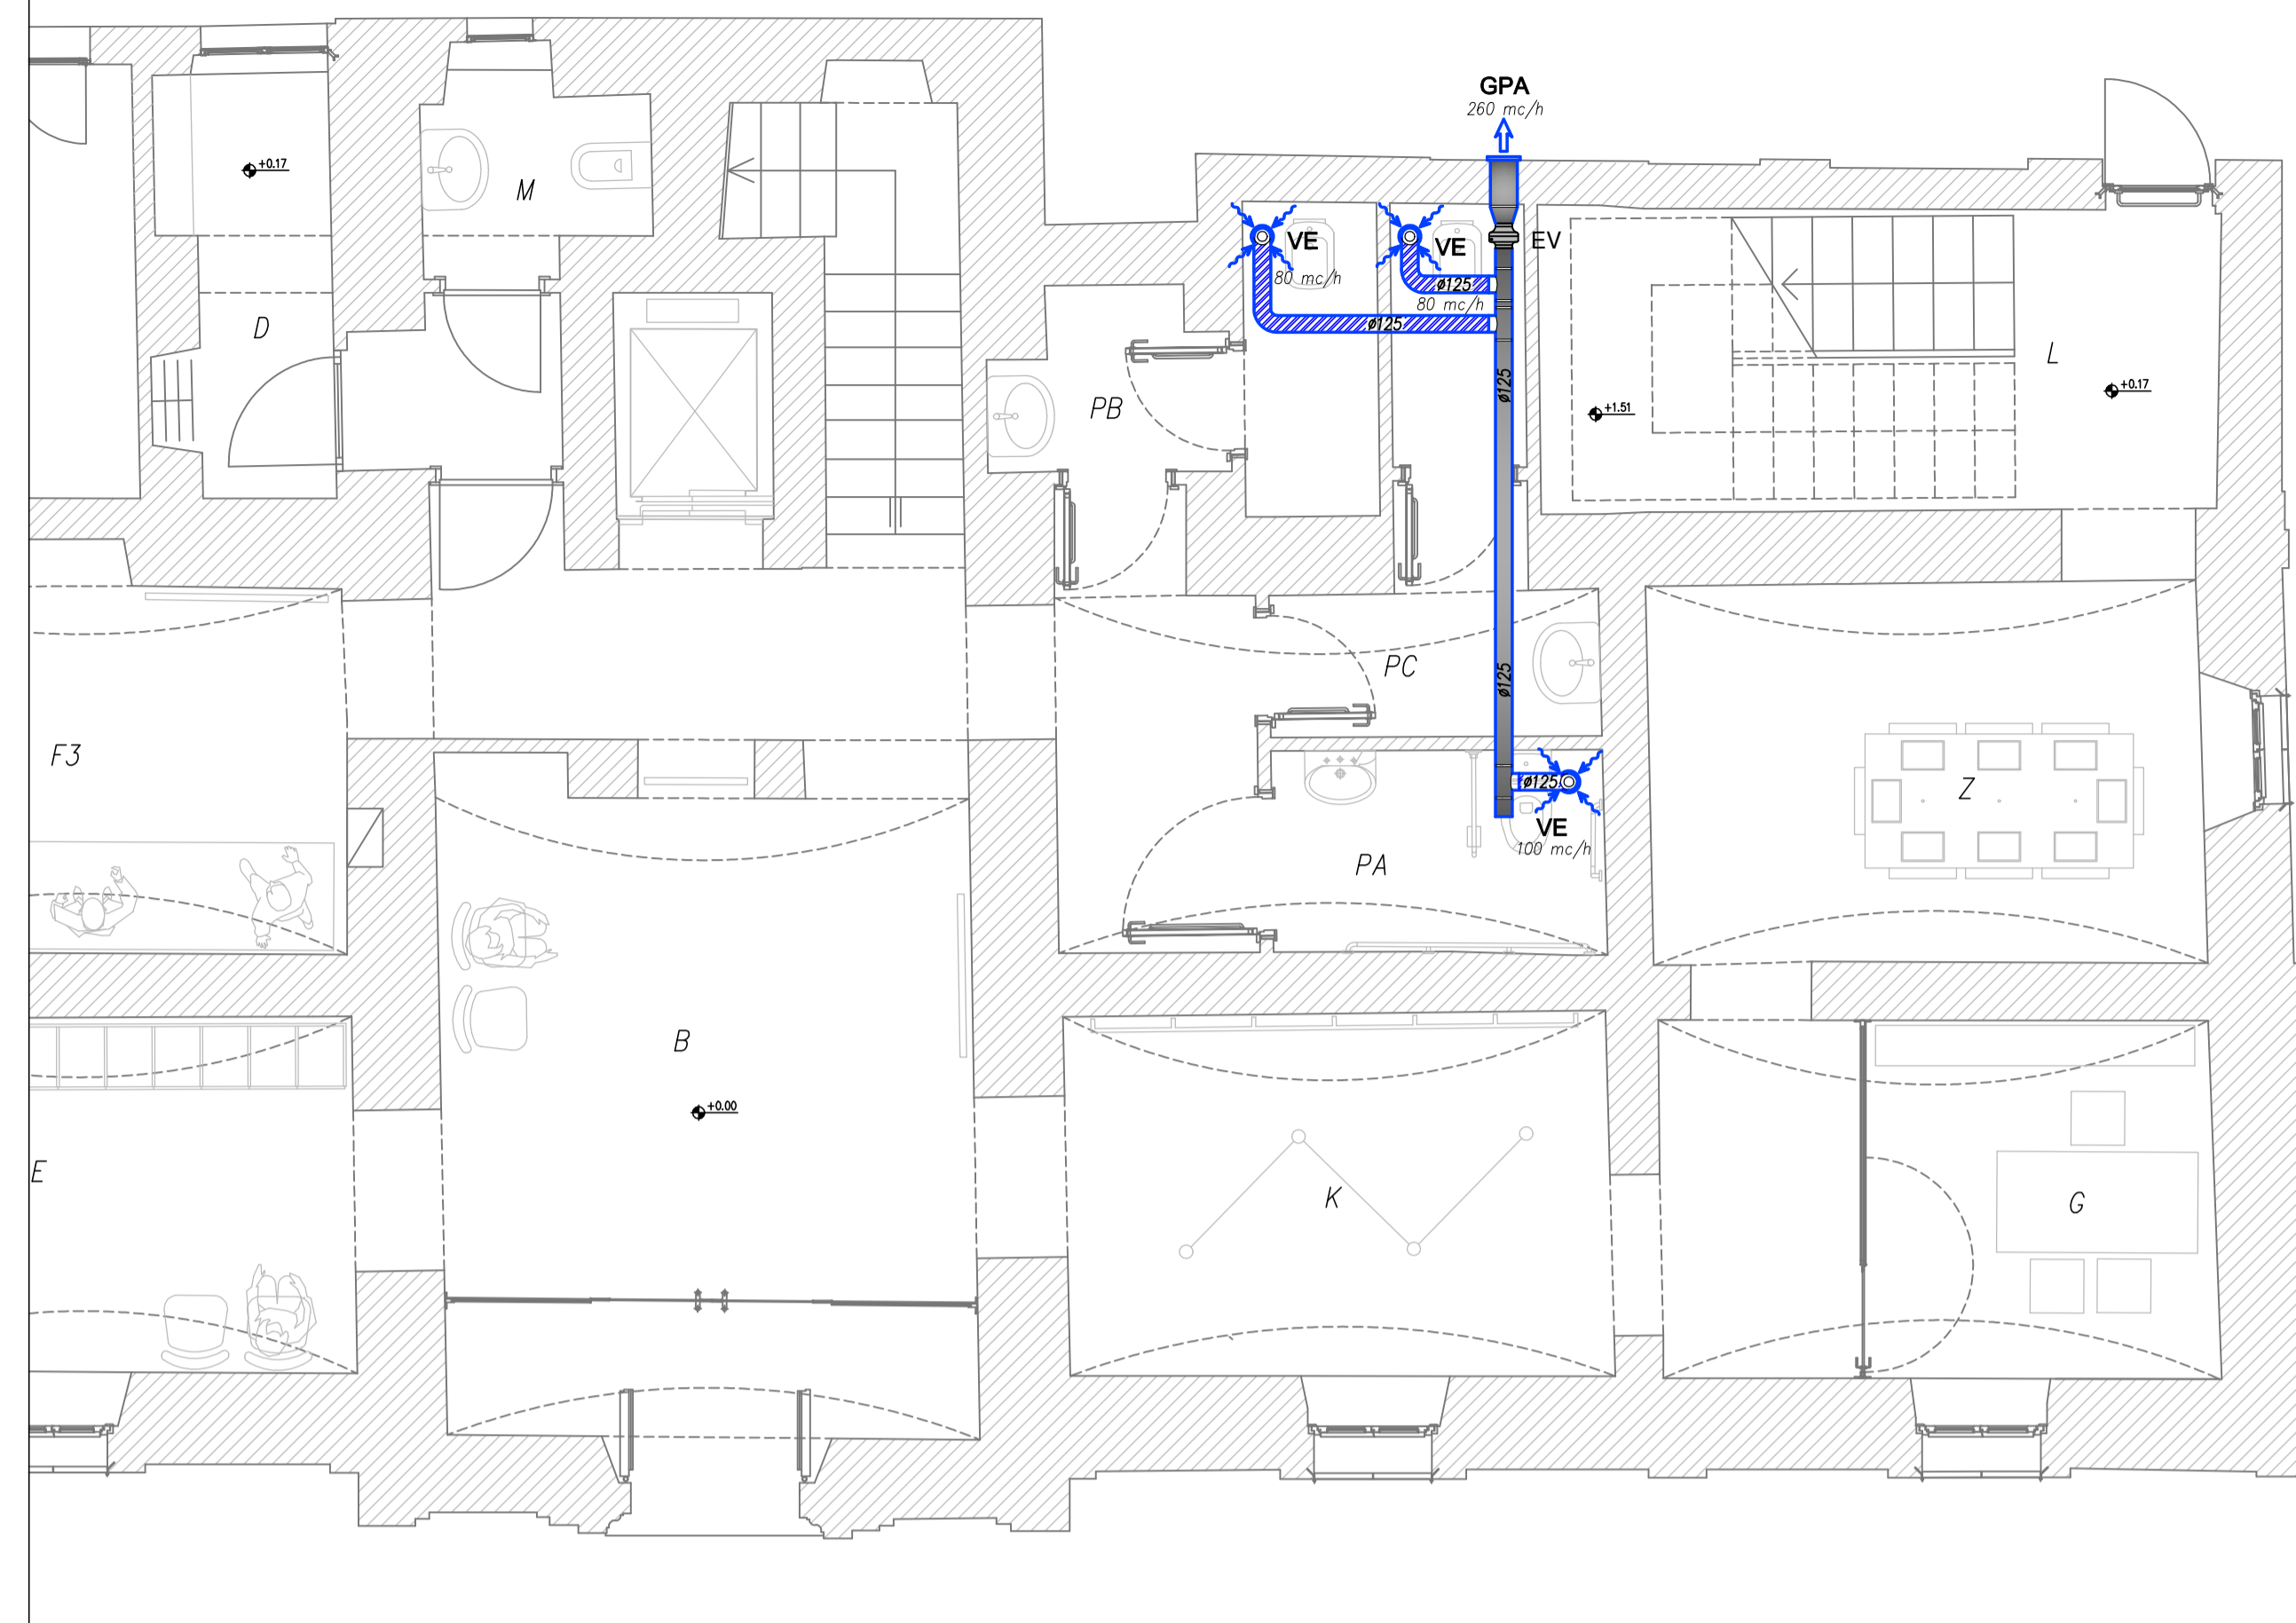 GPA
260 mc/h
+0.17
M
VE
VE
EV
80 mc/h
ø125
80 mc/h
ø125
D
L
ø125
+0.17
PB
+1.51
PC
ø125
F3
ø125
Z
VE
100 mc/h
PA
B
+0.00
E
K
G